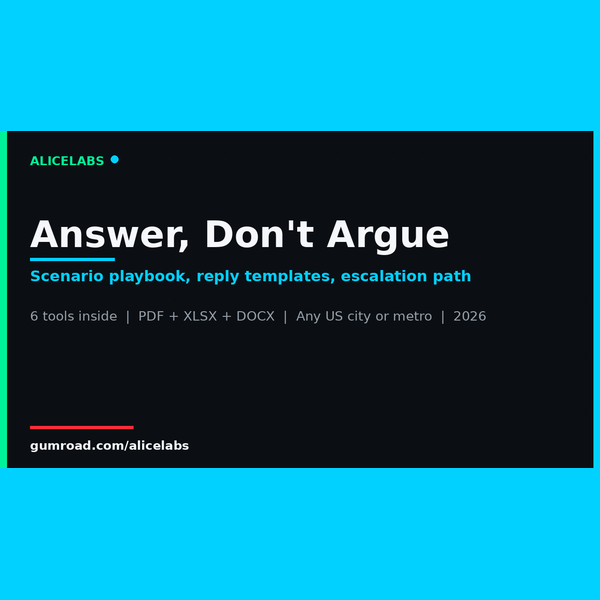 ALICELABS
Answer, Don't Argue
Scenario playbook, reply templates, escalation path
6 tools inside | PDF + XLSX + DOCX | Any US city or metro | 2026
gumroad.com/alicelabs